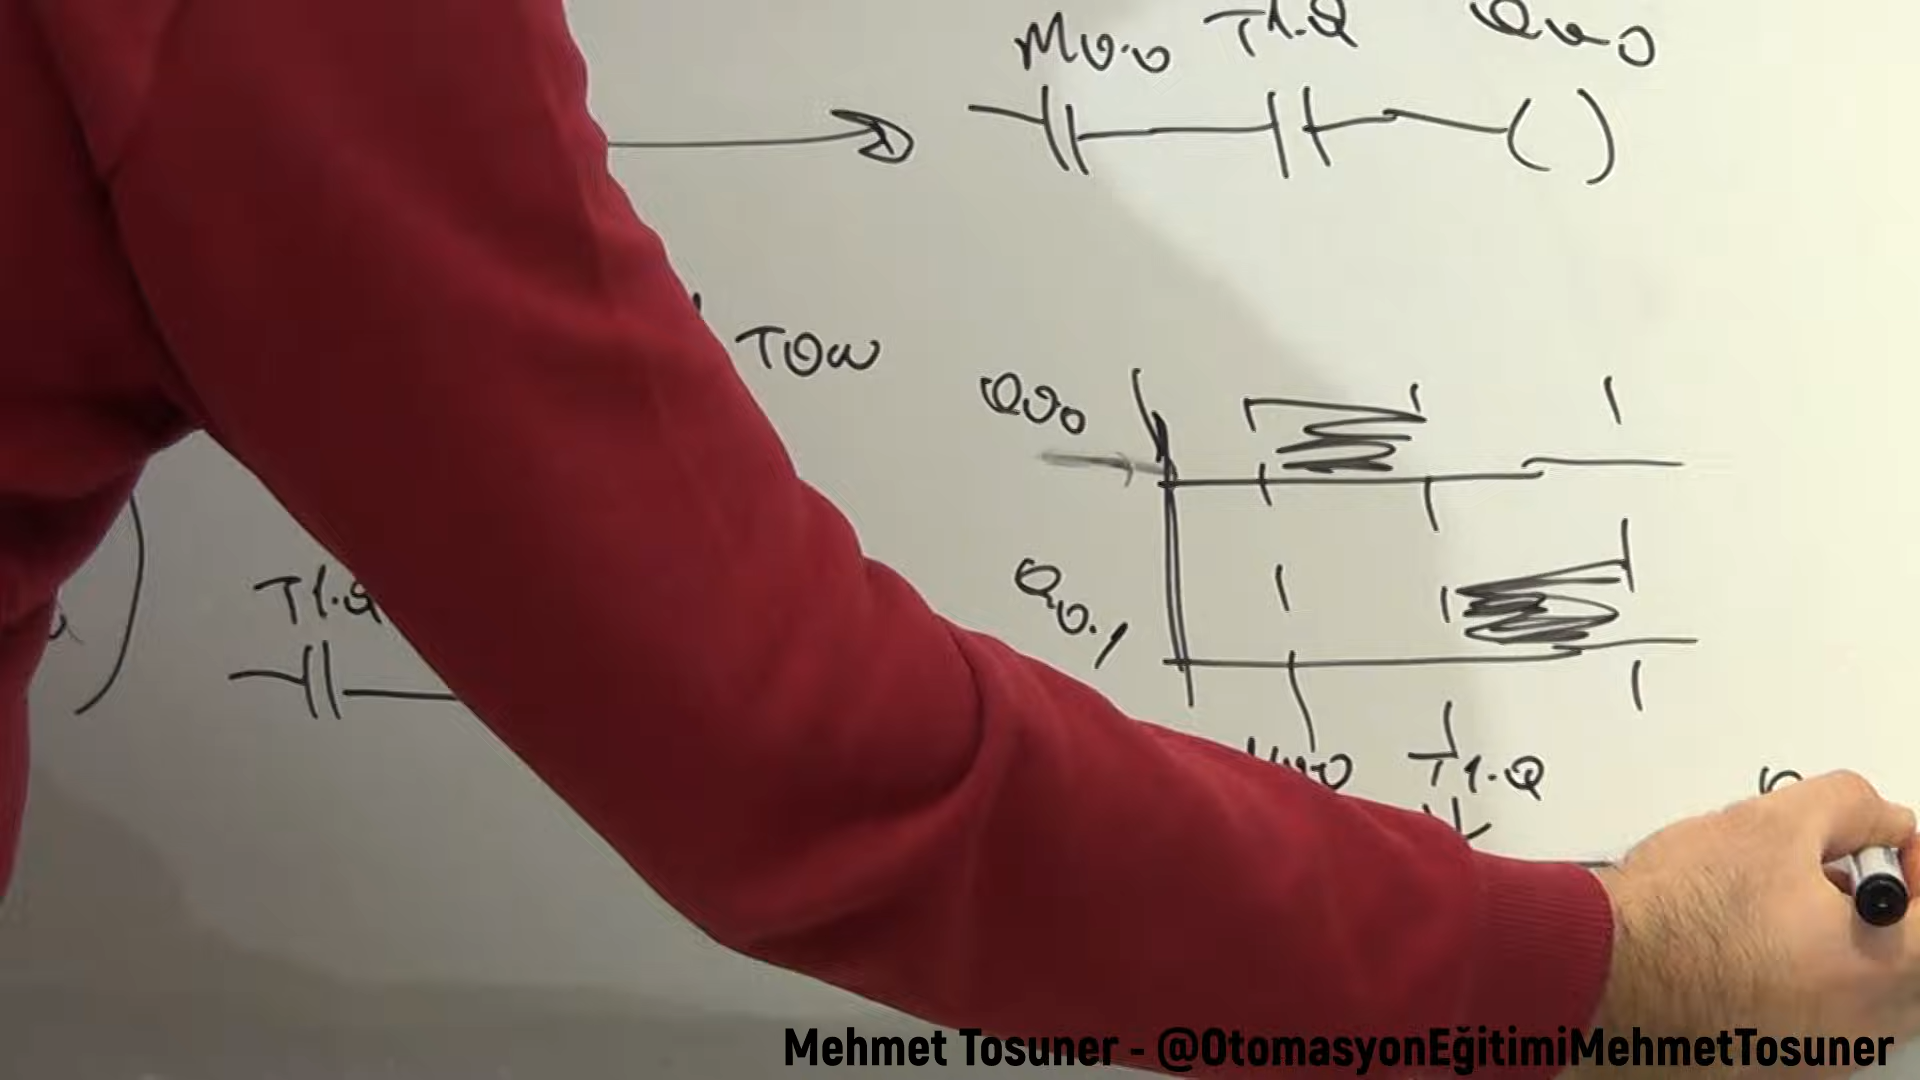 M0.0 T1.Q Q0.0
TON
Q0.0
T1.Q
Q0.1
T1.Q
Mehmet Tosuner - @OtomasyonEğitimiMehmetTosuner